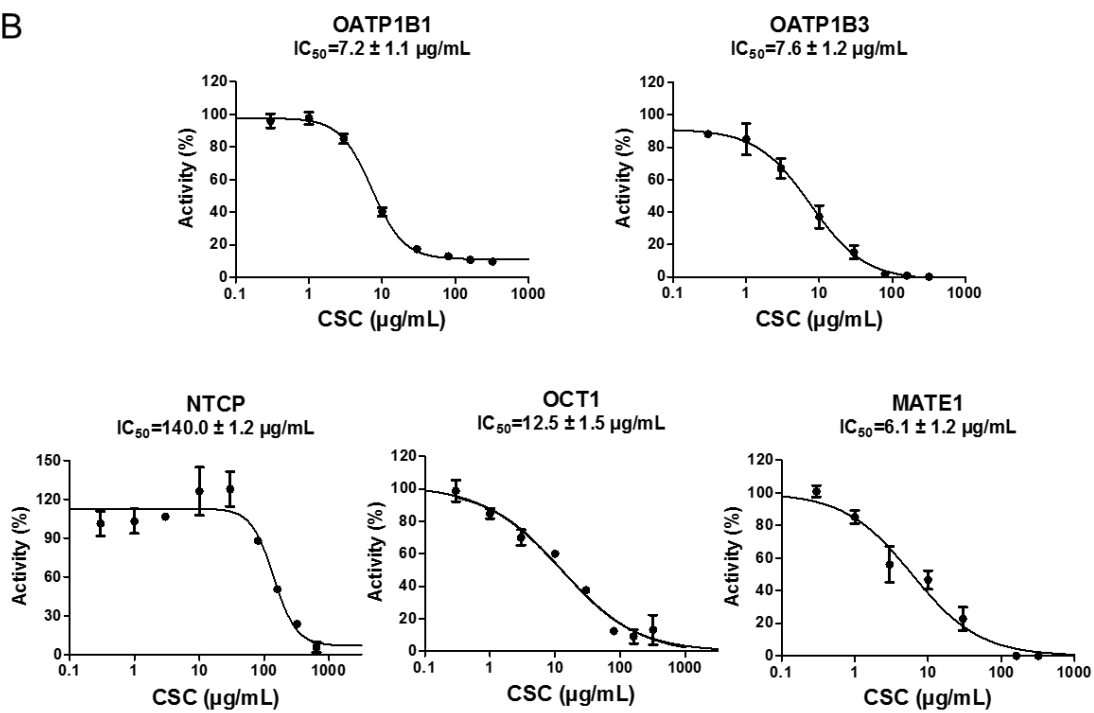 B
OATP1B1
IC50=7.2 ± 1.1 µg/mL
Activity (%)
120
100
80
60
40
20
0
0.1 1 10 100 1000
CSC (µg/mL)
OATP1B3
IC50=7.6 ± 1.2 µg/mL
Activity (%)
120
100
80
60
40
20
0
0.1 1 10 100 1000
CSC (µg/mL)
NTCP
IC50=140.0 ± 1.2 µg/mL
Activity (%)
150
120
90
60
30
0
0.1 1 10 100 1000
CSC (µg/mL)
OCT1
IC50=12.5 ± 1.5 µg/mL
Activity (%)
120
100
80
60
40
20
0
0.1 1 10 100 1000
CSC (µg/mL)
MATE1
IC50=6.1 ± 1.2 µg/mL
Activity (%)
120
100
80
60
40
20
0
0.1 1 10 100 1000
CSC (µg/mL)